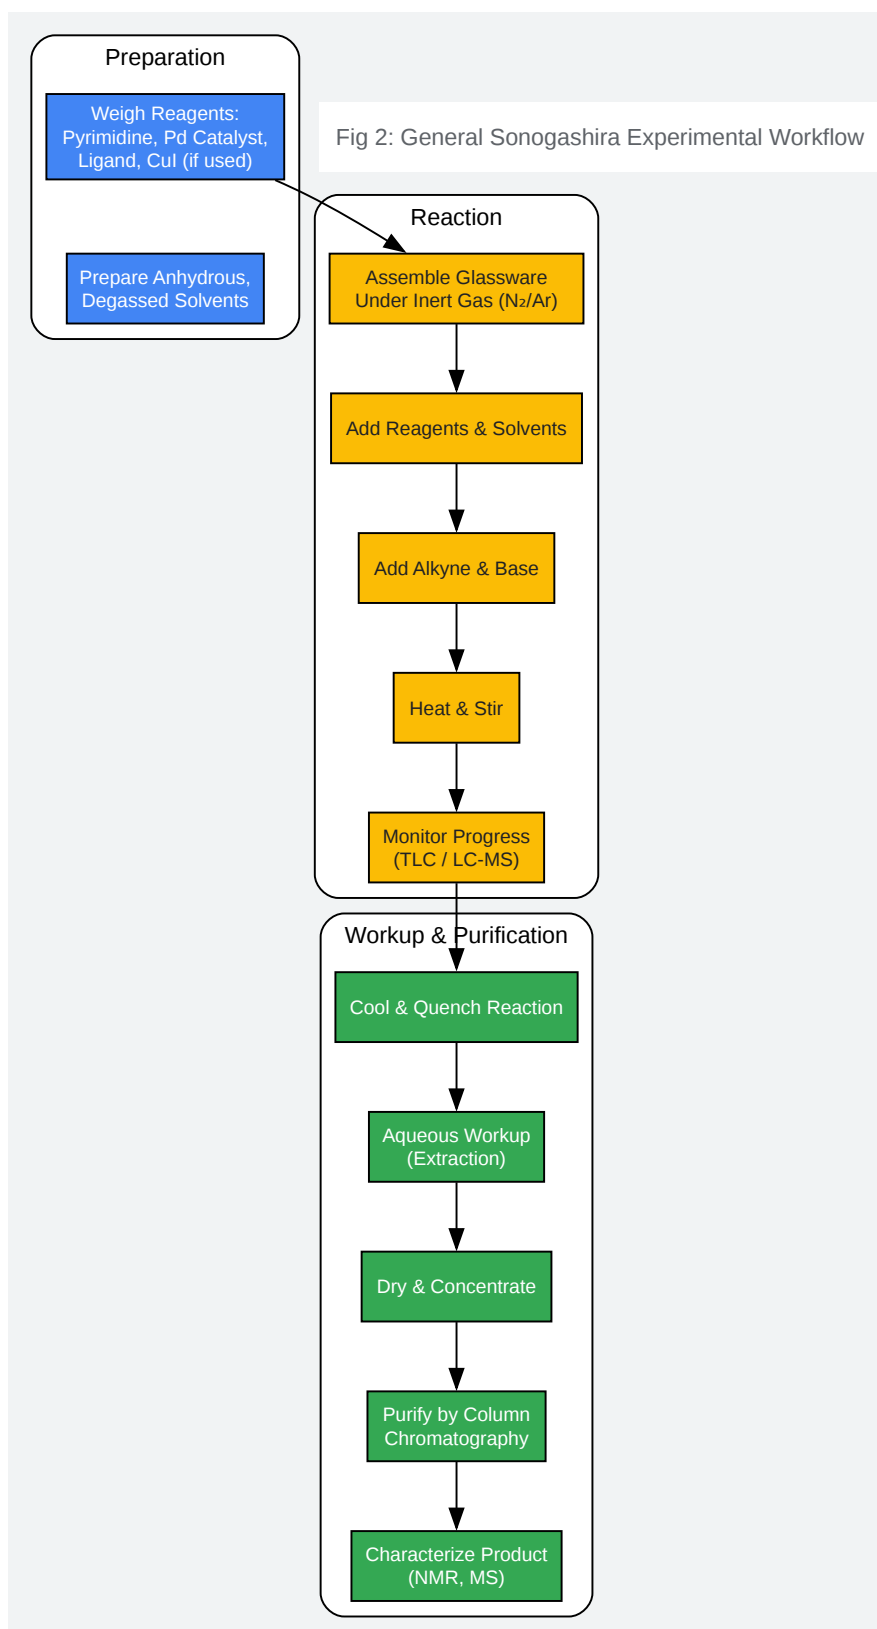 Preparation
Weigh Reagents:
Pyrimidine, Pd Catalyst,
Ligand, CuI (if used)
Prepare Anhydrous,
Degassed Solvents
Fig 2: General Sonogashira Experimental Workflow
Reaction
Assemble Glassware
Under Inert Gas (N₂/Ar)
Add Reagents & Solvents
Add Alkyne & Base
Heat & Stir
Monitor Progress
(TLC / LC-MS)
Workup & Purification
Cool & Quench Reaction
Aqueous Workup
(Extraction)
Dry & Concentrate
Purify by Column
Chromatography
Characterize Product
(NMR, MS)